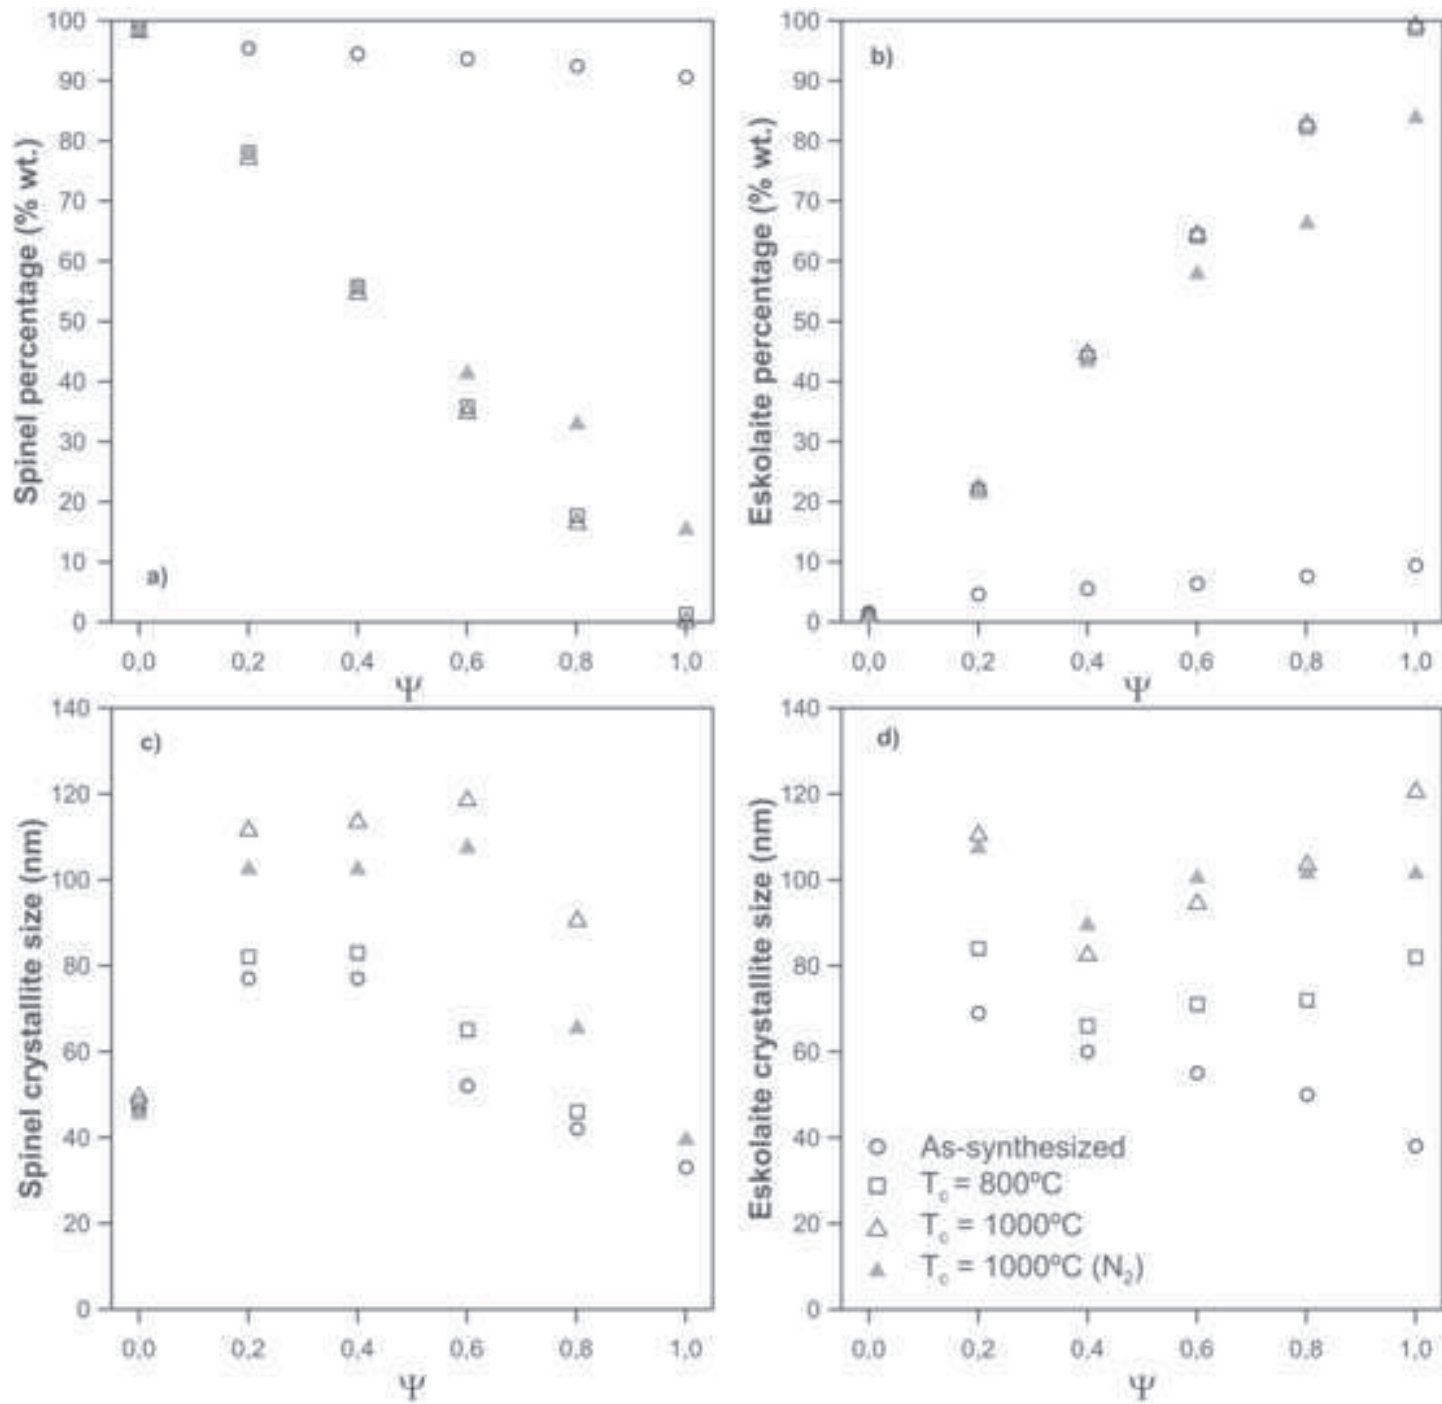 Spinel percentage (% wt.)
100
90
80
70
60
50
40
30
20
10
0
a)
0,0 0,2 0,4 0,6 0,8 1,0
Ψ
Eskolaite percentage (% wt.)
100
90
80
70
60
50
40
30
20
10
0
b)
0,0 0,2 0,4 0,6 0,8 1,0
Ψ
Spinel crystallite size (nm)
140
120
100
80
60
40
20
0
c)
0,0 0,2 0,4 0,6 0,8 1,0
Ψ
Eskolaite crystallite size (nm)
140
120
100
80
60
40
20
0
d)
As-synthesized
T_c = 800ºC
T_c = 1000ºC
T_c = 1000ºC (N₂)
0,0 0,2 0,4 0,6 0,8 1,0
Ψ